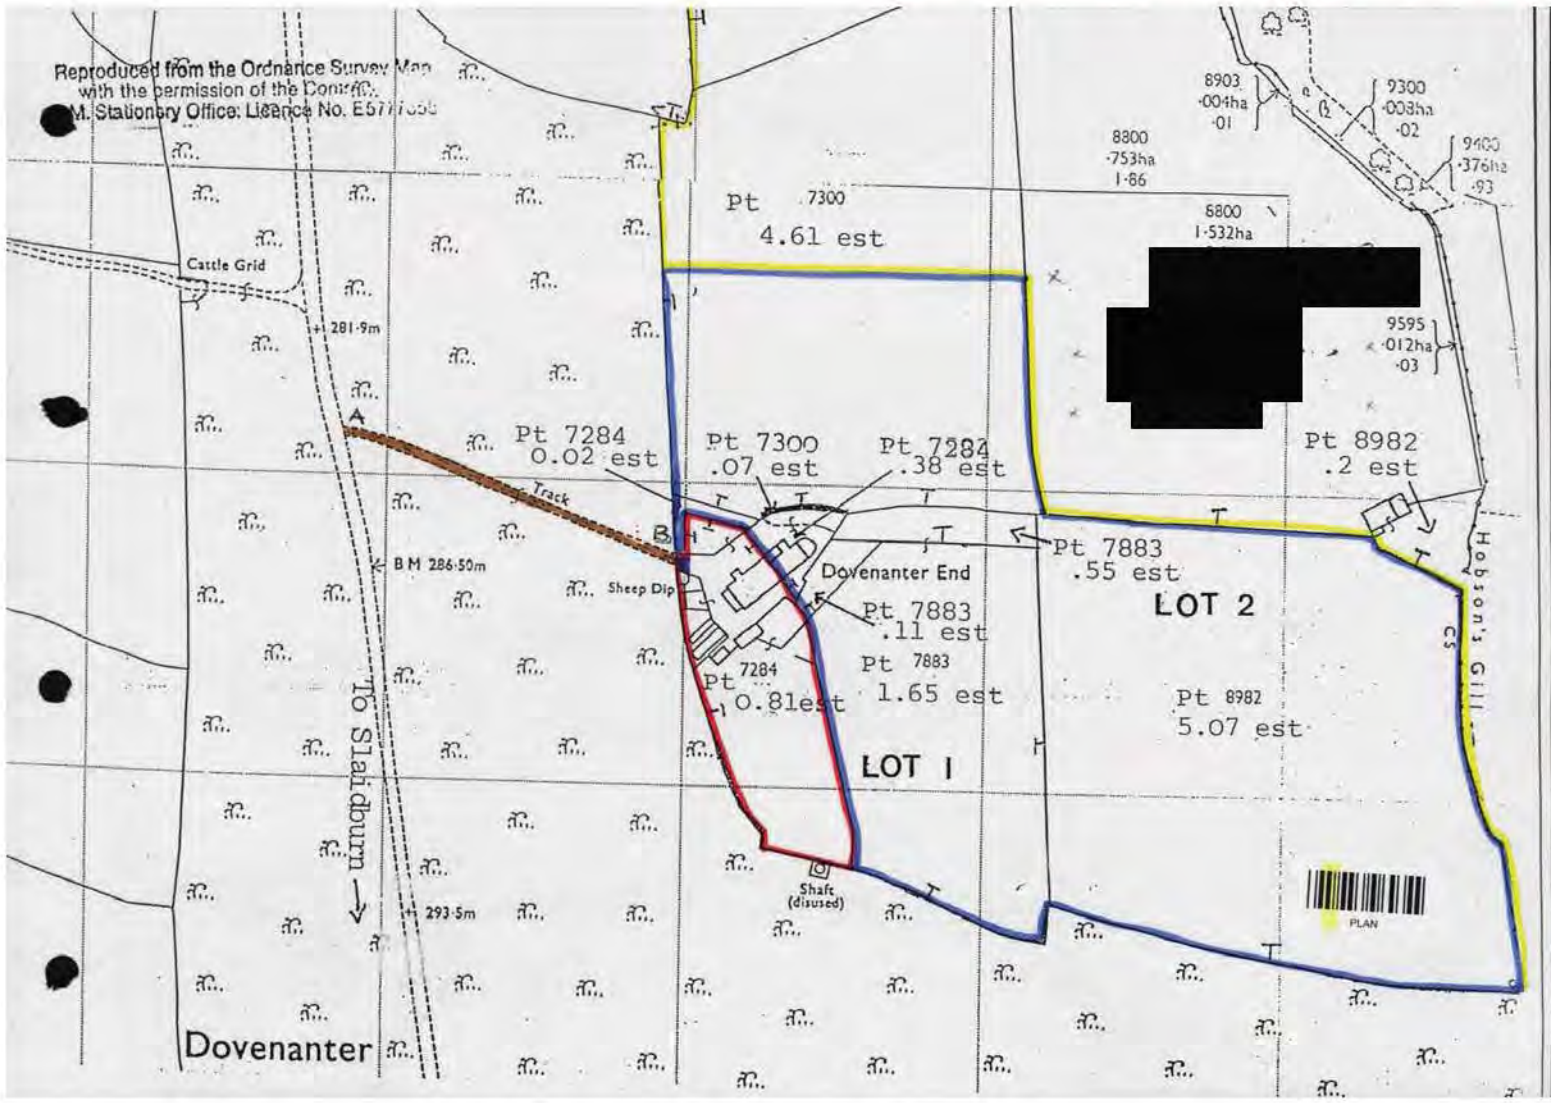 Reproduced from the Ordnance Survey Map
with the permission of the
M. Stationary Office: Licence No.
8903
·004ha
·01
9300
·008ha
·02
9400
·376ha
·93
8800
·753ha
1·86
Pt 7300
4.61 est
6800
1·532ha
Cattle Grid
281·9m
9595
·012ha
·03
A
Pt 7284
0.02 est
Pt 7300
.07 est
Pt 7284
.38 est
Pt 8982
.2 est
Track
T
T
T
T
T
T
B
H
BM 286·50m
Sheep Dip
Dovenanter End
Pt 7883
.55 est
LOT 2
Hobson's Gill
CS
F
Pt 7883
.11 est
Pt 7284
0.81est
Pt 7883
1.65 est
Pt 8982
5.07 est
To Slaidburn
LOT 1
Shaft
(disused)
T
T
293·5m
PLAN
Dovenanter